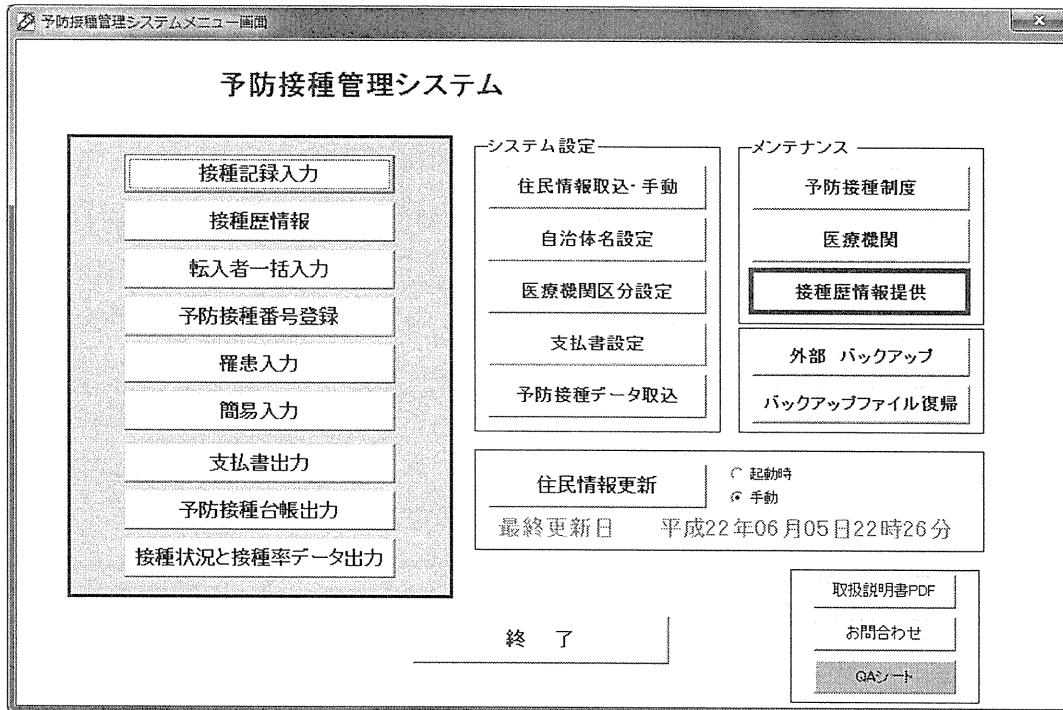 予防接種管理システムメニュー画面
予防接種管理システム
接種記録入力
接種歴情報
転入者一括入力
予防接種番号登録
罹患入力
簡易入力
支払書出力
予防接種台帳出力
接種状況と接種率データ出力
システム設定
住民情報取込・手動
自治体名設定
医療機関区分設定
支払書設定
予防接種データ取込
メンテナンス
予防接種制度
医療機関
接種歴情報提供
外部 バックアップ
バックアップファイル復帰
住民情報更新
起動時
手動
最終更新日 平成22年06月05日22時26分
終 了
取扱説明書PDF
お問合わせ
QAシート